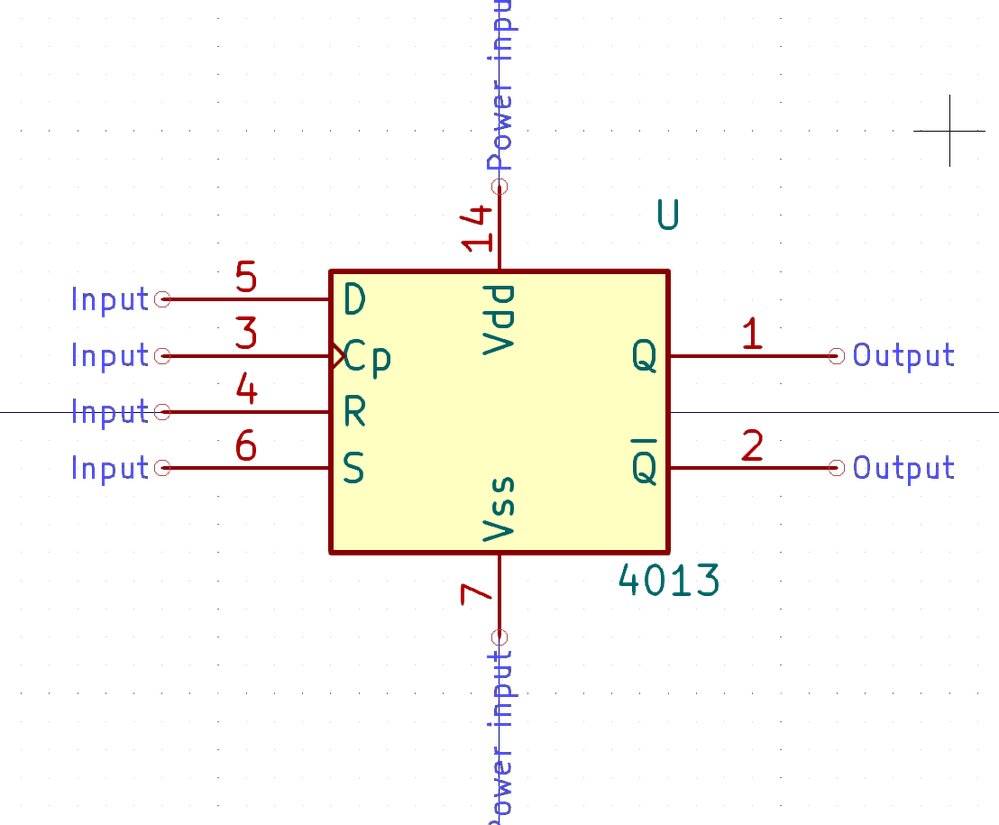 Power inpu
14
U
5
Input
D
Vdd
3
Input
Cp
Q
1
Output
4
Input
R
6
Input
S
Q̅
2
Output
Vss
4013
7
Power input